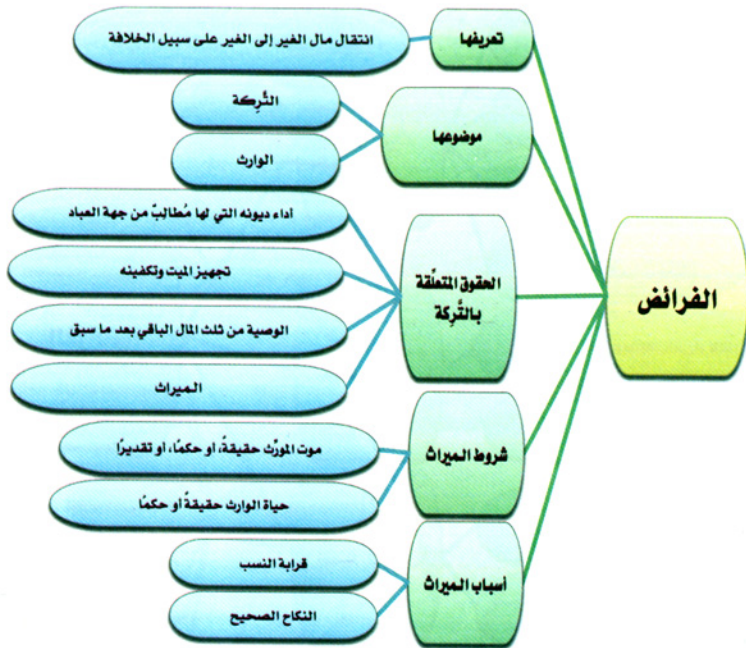 الفرائض
تعريفها
انتقال مال الغير إلى الغير على سبيل الخلافة
موضوعها
التَّرِكة
الوارث
الحقوق المتعلّقة
بالتَّرِكة
أداء ديونه التي لها مُطالِبٌ من جهة العباد
تجهيز الميت وتكفينه
الوصية من ثلث المال الباقي بعد ما سبق
الميراث
شروط الميراث
موت المورِّث حقيقةً، أو حكمًا، أو تقديرًا
حياة الوارث حقيقةً أو حكمًا
أسباب الميراث
قرابة النسب
النكاح الصحيح